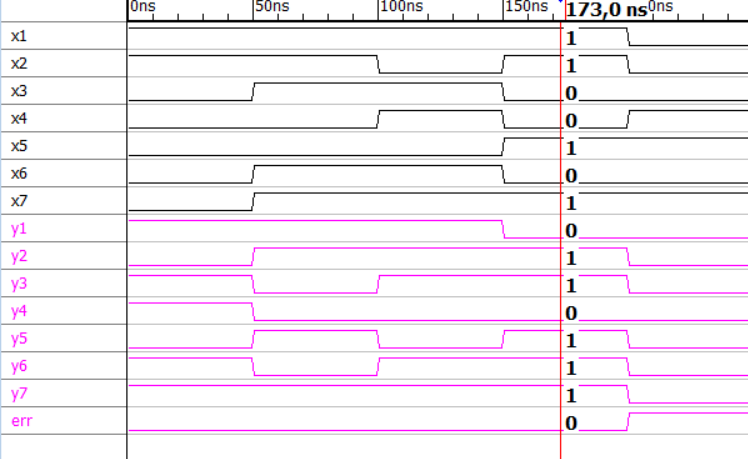 0ns 50ns 100ns 150ns 173,0 ns 0ns
x1 1
x2 1
x3 0
x4 0
x5 1
x6 0
x7 1
y1 0
y2 1
y3 1
y4 0
y5 1
y6 1
y7 1
err 0